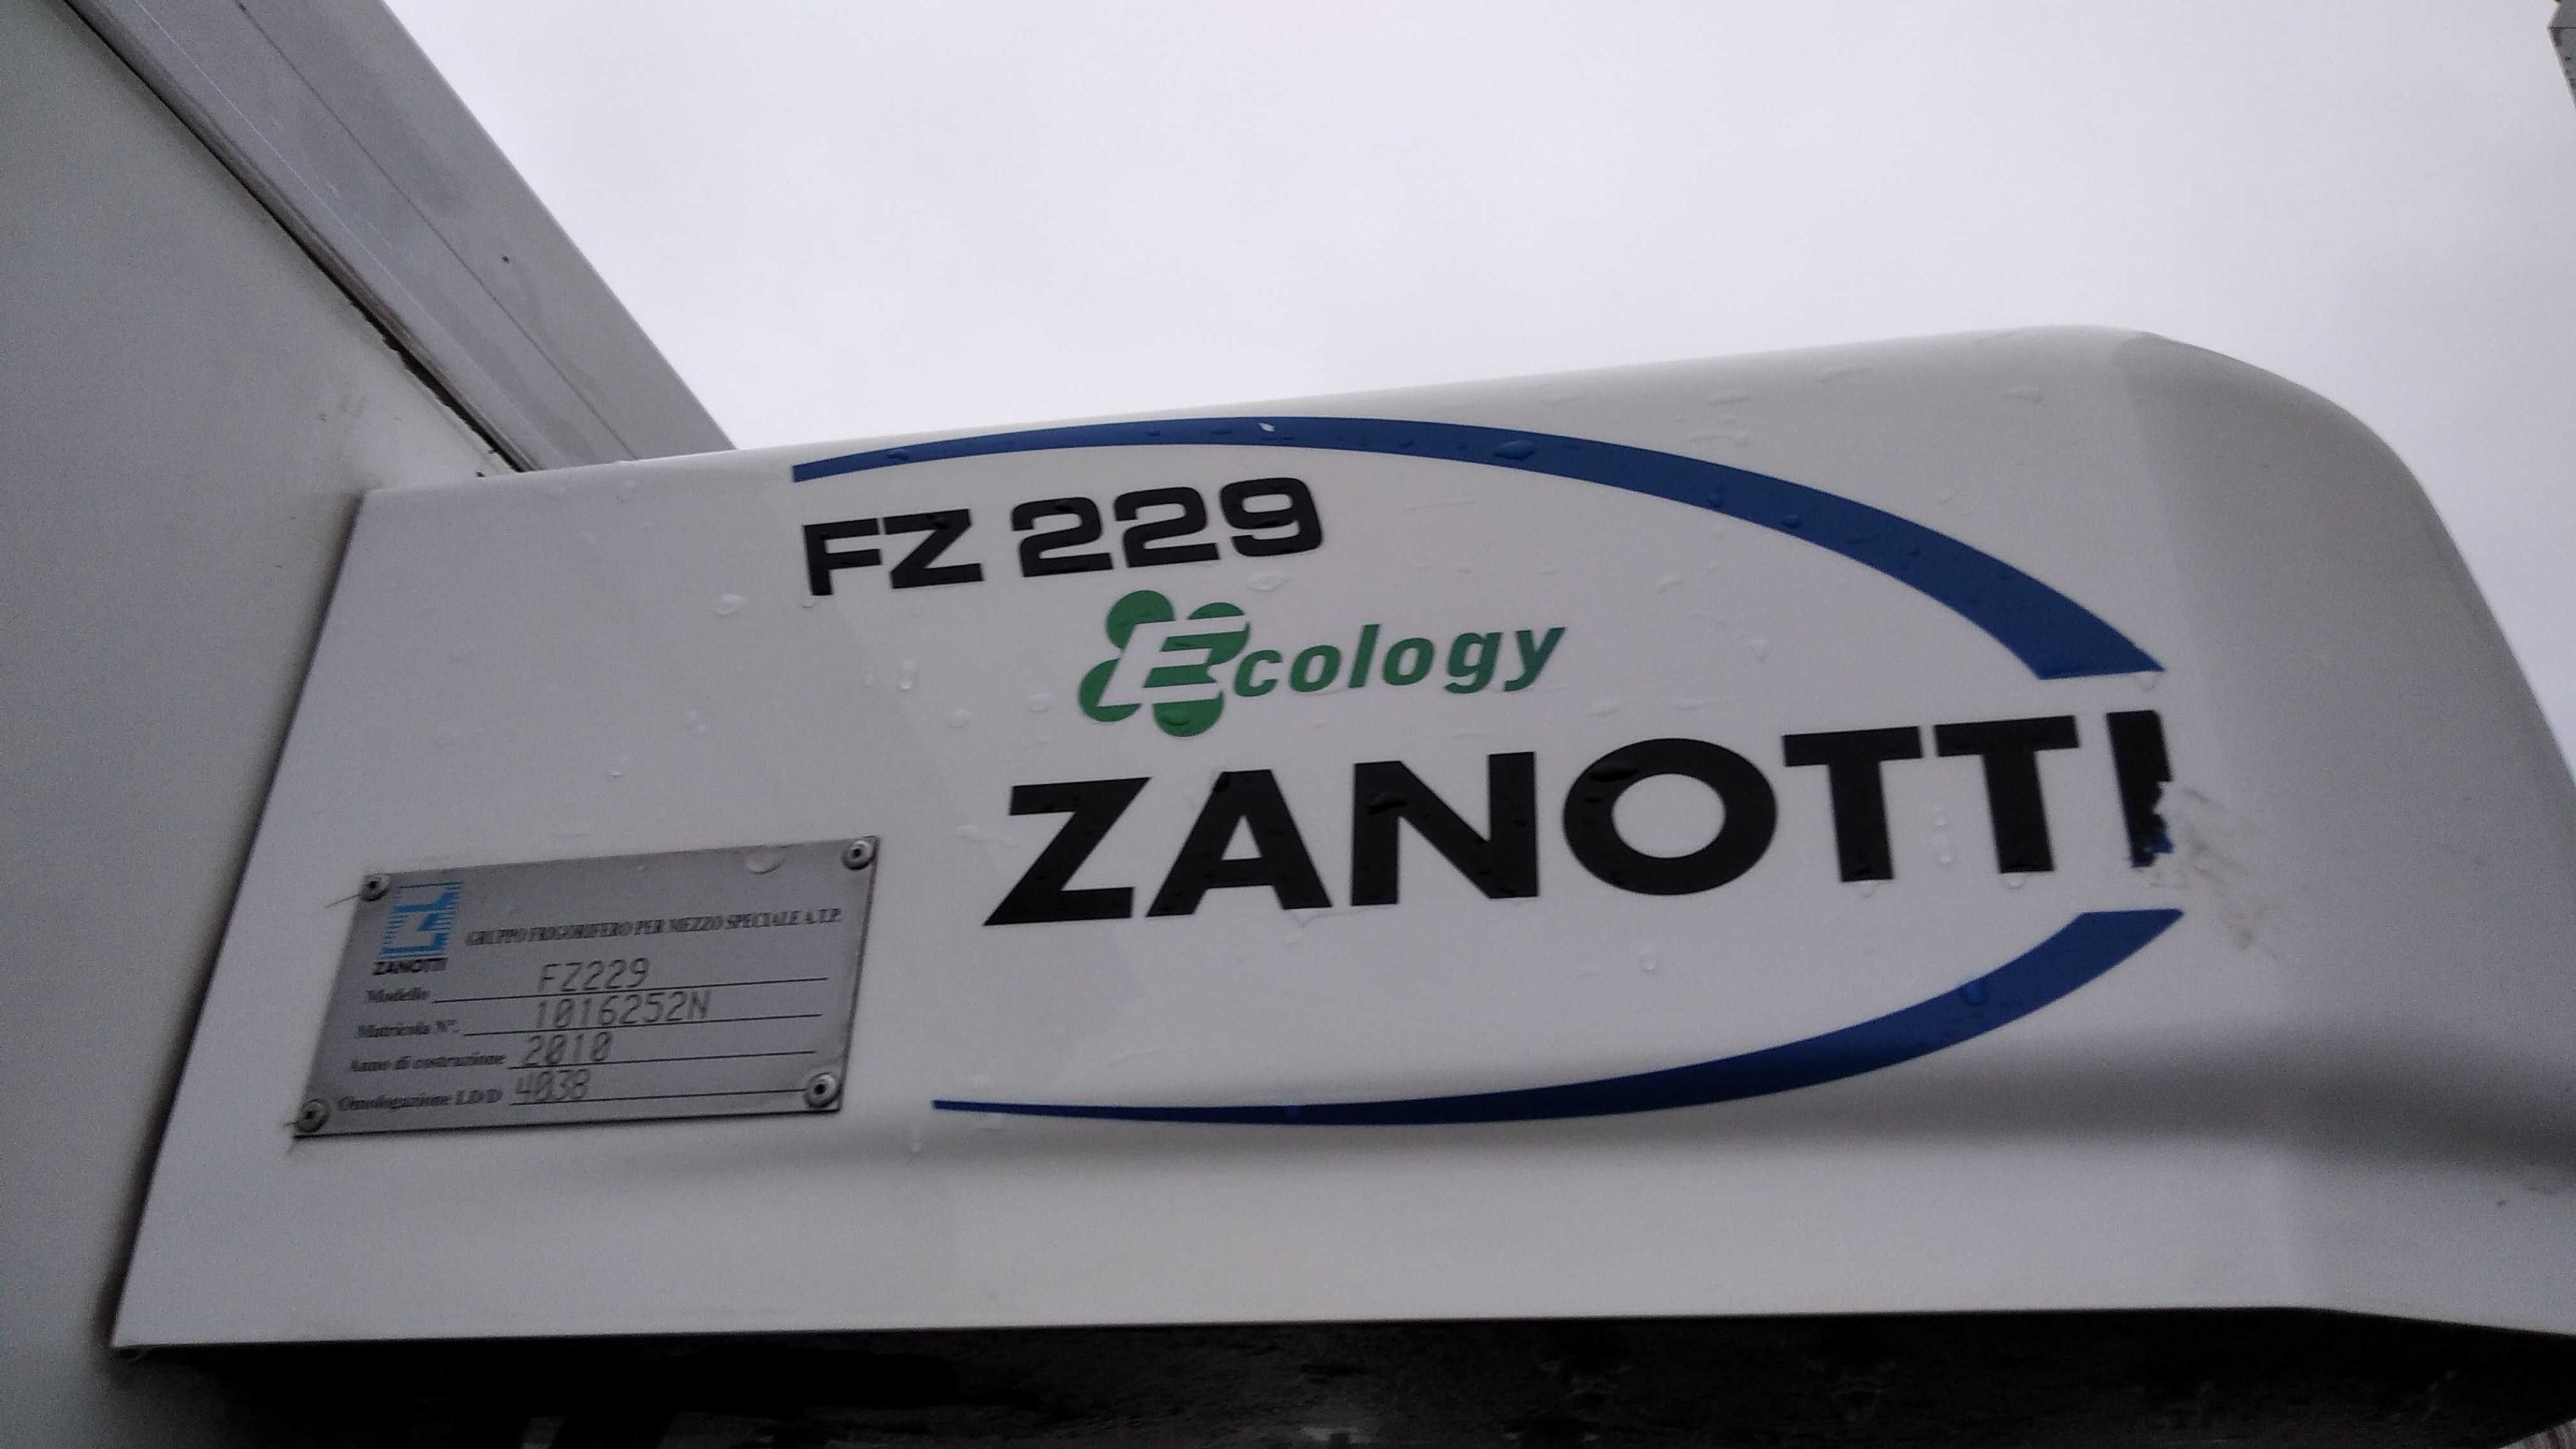 FZ 229
Ecology
ZANOTTI
ZANOTTI
GRUPPO FRIGORIFERO PER MEZZO SPECIALE A.T.P.
Modello FZ229
Matricola N°. 1016252N
Anno di costruzione 2010
Omologazione I.D/D 4038